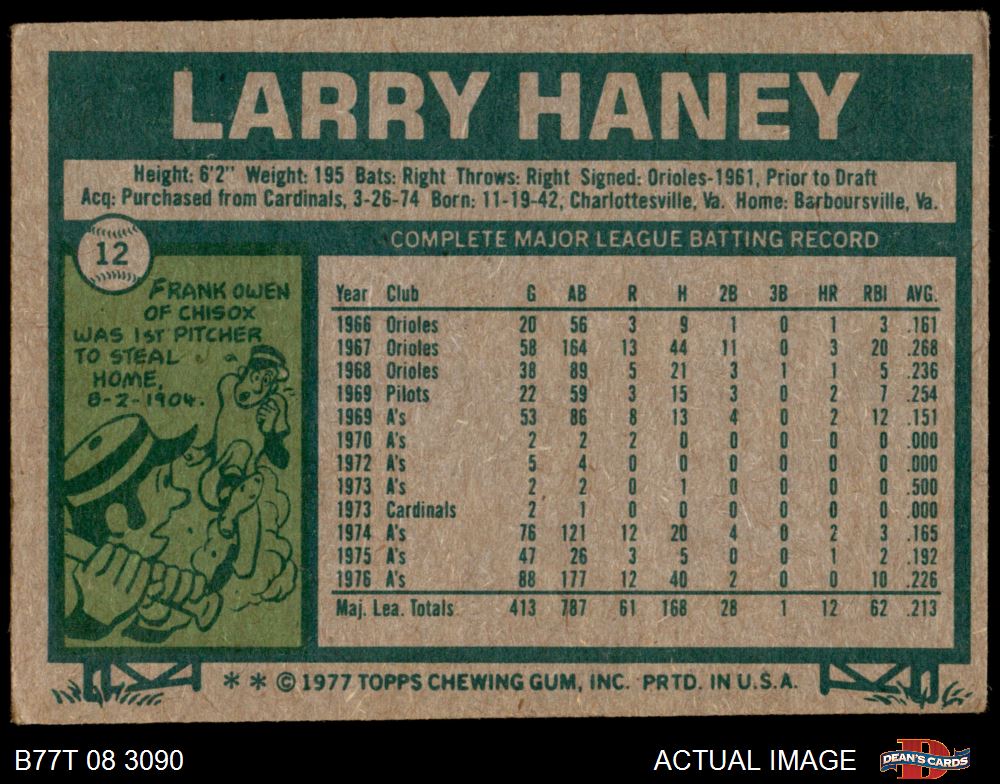 LARRY HANEY
Height: 6'2" Weight: 195 Bats: Right Throws: Right Signed: Orioles-1961, Prior to Draft
Acq: Purchased from Cardinals, 3-26-74 Born: 11-19-42, Charlottesville, Va. Home: Barboursville, Va.
12
FRANK OWEN
OF CHISOX
WAS 1ST PITCHER
TO STEAL
HOME,
8-2-1904.
COMPLETE MAJOR LEAGUE BATTING RECORD
Year Club G AB R H 2B 3B HR RBI AVG.
1966 Orioles 20 56 3 9 1 0 1 3 .161
1967 Orioles 58 164 13 44 11 0 3 20 .268
1968 Orioles 38 89 5 21 3 1 1 5 .236
1969 Pilots 22 59 3 15 3 0 2 7 .254
1969 A's 53 86 8 13 4 0 2 12 .151
1970 A's 2 2 2 0 0 0 0 0 .000
1972 A's 5 4 0 0 0 0 0 0 .000
1973 A's 2 2 0 1 0 0 0 0 .500
1973 Cardinals 2 1 0 0 0 0 0 0 .000
1974 A's 76 121 12 20 4 0 2 3 .165
1975 A's 47 26 3 5 0 0 1 2 .192
1976 A's 88 177 12 40 2 0 0 10 .226
Maj. Lea. Totals 413 787 61 168 28 1 12 62 .213
* * © 1977 TOPPS CHEWING GUM, INC. PRTD. IN U.S.A.
B77T 08 3090
ACTUAL IMAGE
DEAN'S CARDS